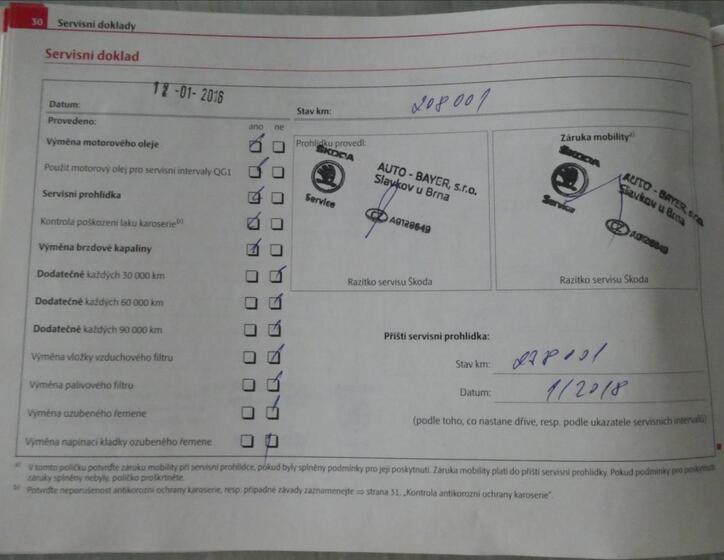 30 Servisní doklady
Servisní doklad
Datum: 12 -01- 2016
Stav km: 208001
Provedeno:
ano ne
Výměna motorového oleje
Použit motorový olej pro servisní intervaly QG1
Servisní prohlídka
Kontrola poškození laku karoserie b)
Výměna brzdové kapaliny
Dodatečně každých 30 000 km
Dodatečně každých 60 000 km
Dodatečně každých 90 000 km
Výměna vložky vzduchového filtru
Výměna palivového filtru
Výměna ozubeného řemene
Výměna napínací kladky ozubeného řemene
Prohlídku provedl:
ŠKODA
Service
AUTO - BAYER, s.r.o.
Slavkov u Brna
CZ A0129649
Razítko servisu Škoda
Záruka mobility a)
ŠKODA
Service
AUTO - BAYER, s.r.o.
Slavkov u Brna
CZ A0129649
Razítko servisu Škoda
Příští servisní prohlídka:
Stav km: 238001
Datum: 1/2018
(podle toho, co nastane dříve, resp. podle ukazatele servisních intervalů)
a) V tomto políčku potvrďte záruku mobility při servisní prohlídce, pokud byly splněny podmínky pro její poskytnutí. Záruka mobility platí do příští servisní prohlídky. Pokud podmínky pro poskytnutí
záruky splněny nebyly, políčko proškrtněte.
b) Potvrďte neporušenost antikorozní ochrany karoserie, resp. případné závady zaznamenejte ⇒ strana 31, „Kontrola antikorozní ochrany karoserie".